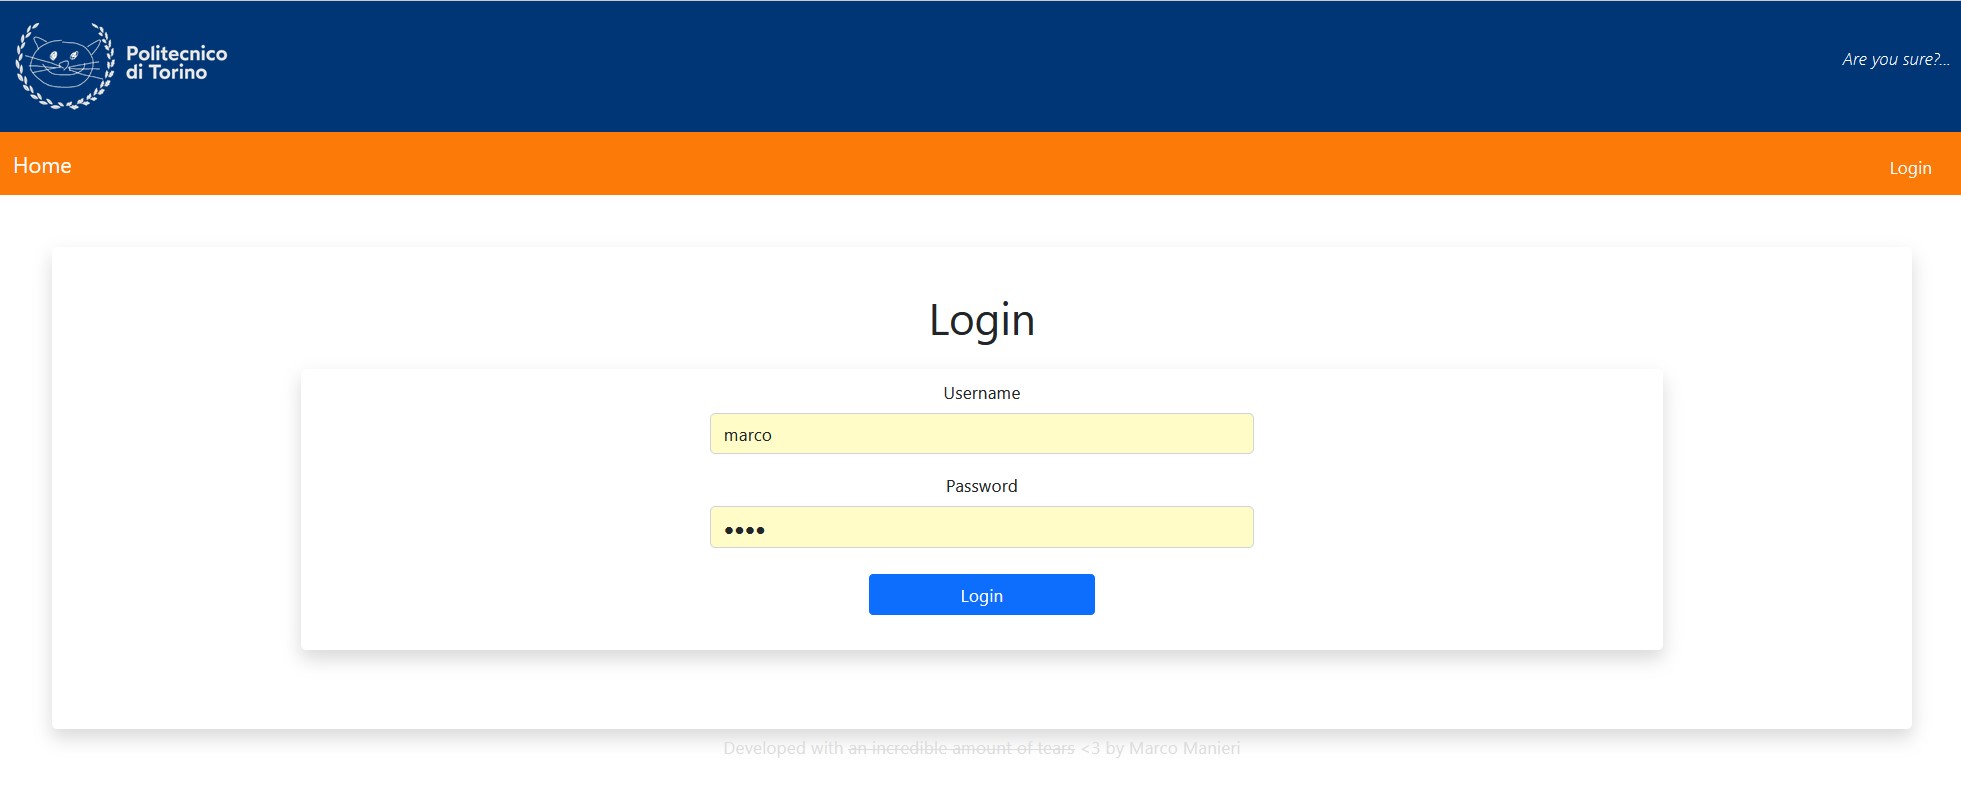 Politecnico
di Torino
Are you sure?...
Home
Login
Login
Username
marco
Password
••••
Login
Developed with an incredible amount of tears <3 by Marco Manieri